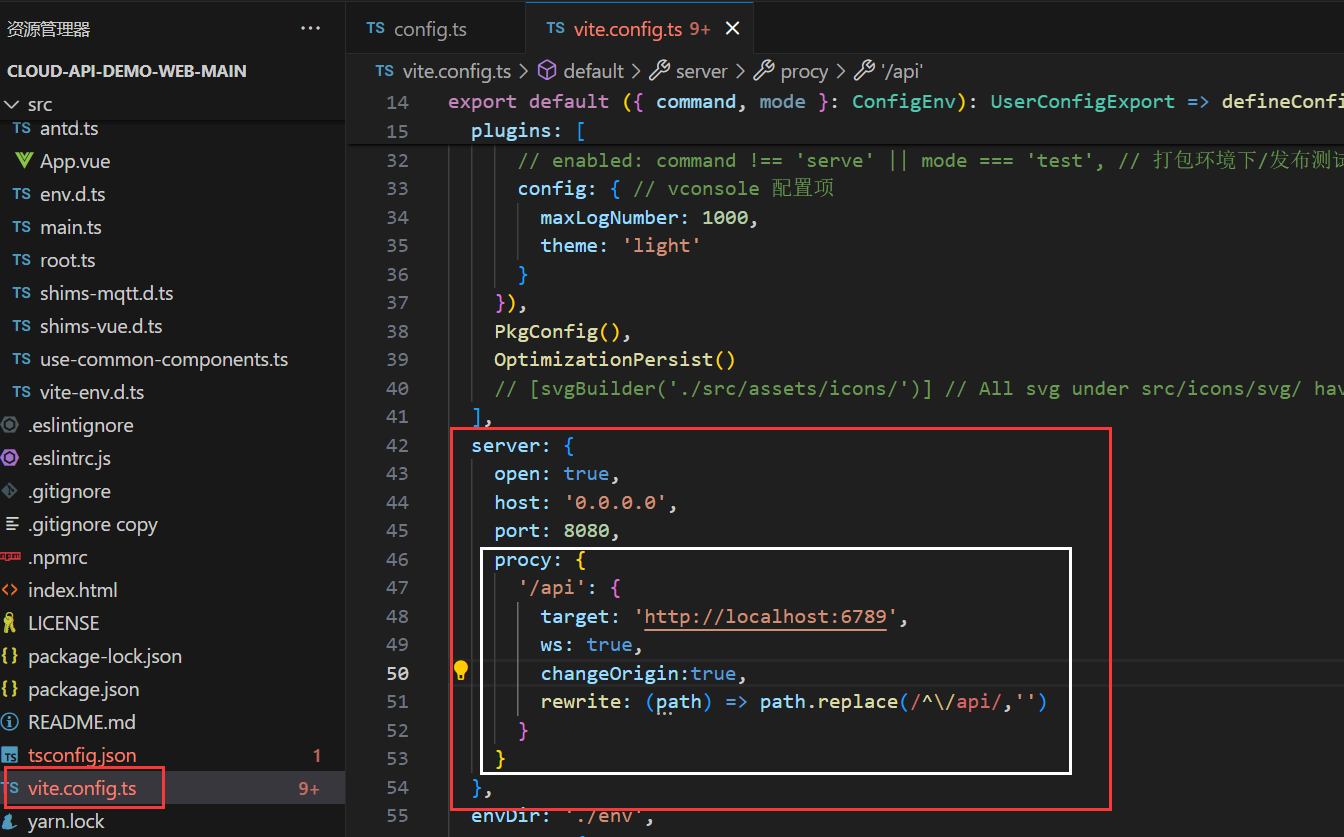 资源管理器
···
CLOUD-API-DEMO-WEB-MAIN
src
TS antd.ts
App.vue
TS env.d.ts
TS main.ts
TS root.ts
TS shims-mqtt.d.ts
TS shims-vue.d.ts
TS use-common-components.ts
TS vite-env.d.ts
.eslintignore
.eslintrc.js
.gitignore
.gitignore copy
.npmrc
index.html
LICENSE
package-lock.json
package.json
README.md
tsconfig.json 1
TS vite.config.ts 9+
yarn.lock
TS config.ts
TS vite.config.ts 9+
TS vite.config.ts > default > server > procy > '/api'
14 export default ({ command, mode }: ConfigEnv): UserConfigExport => defineConfi
15 plugins: [
32 // enabled: command !== 'serve' || mode === 'test', // 打包环境下/发布测试
33 config: { // vconsole 配置项
34 maxLogNumber: 1000,
35 theme: 'light'
36 }
37 }),
38 PkgConfig(),
39 OptimizationPersist()
40 // [svgBuilder('./src/assets/icons/')] // All svg under src/icons/svg/ hav
41 ],
42 server: {
43 open: true,
44 host: '0.0.0.0',
45 port: 8080,
46 procy: {
47 '/api': {
48 target: 'http://localhost:6789',
49 ws: true,
50 changeOrigin:true,
51 rewrite: (path) => path.replace(/^\/api/,'')
52 }
53 }
54 },
55 envDir: './env',